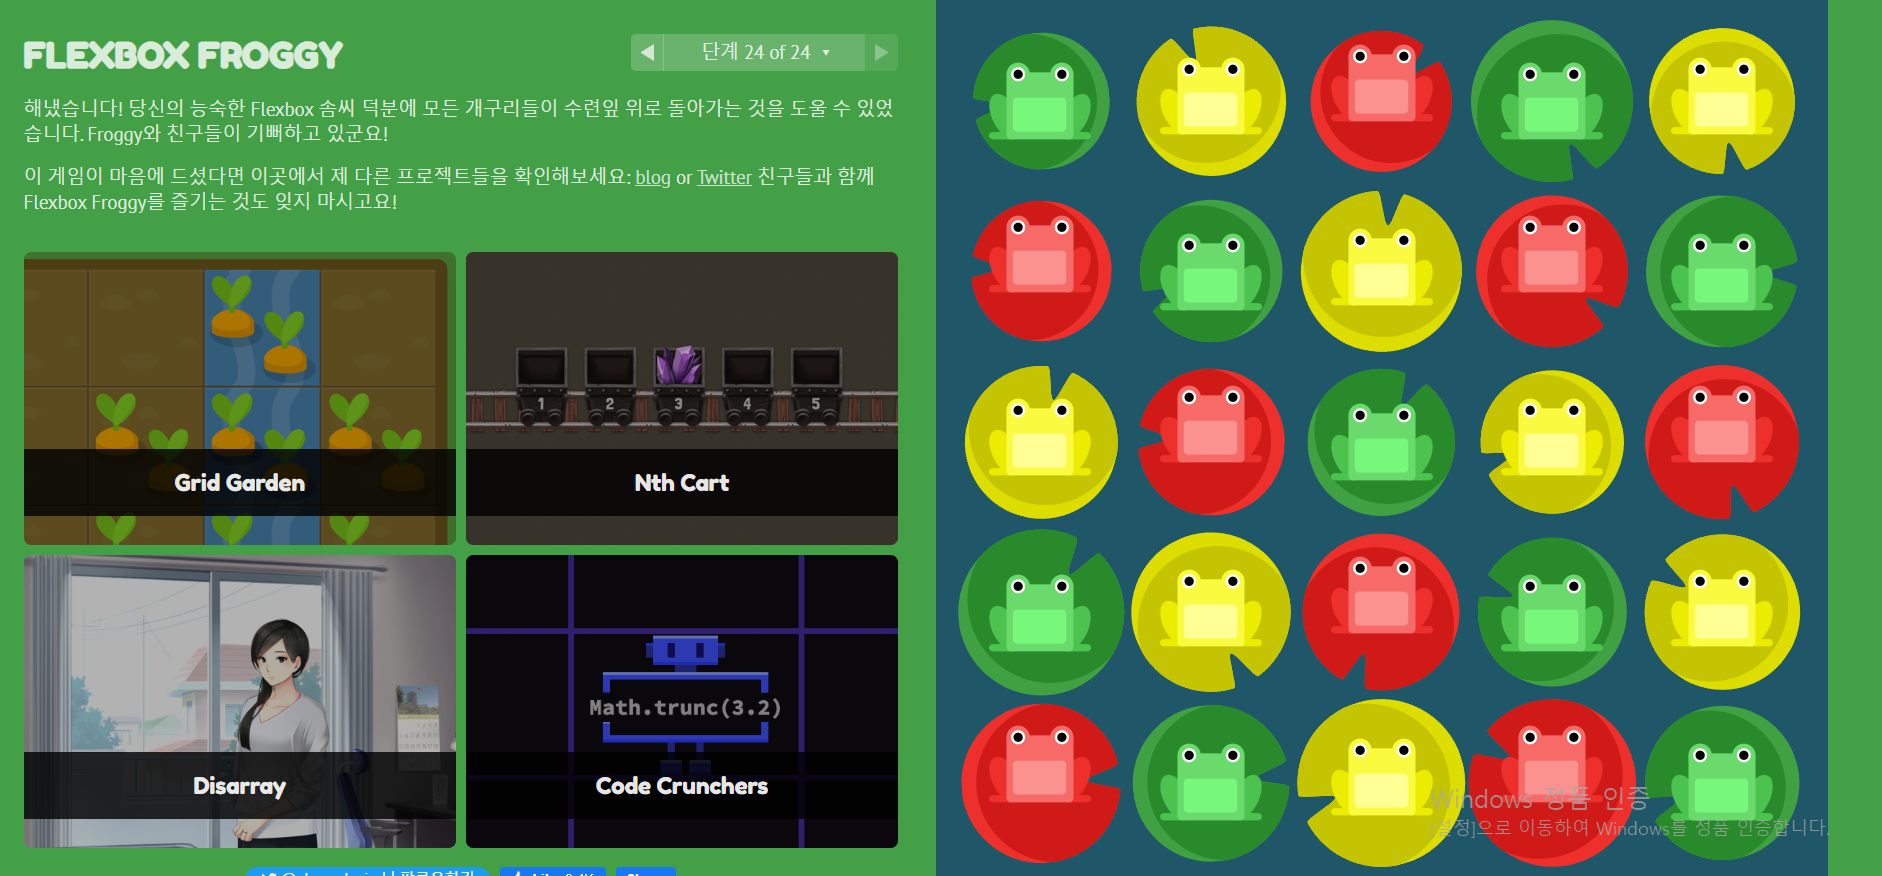 FLEXBOX FROGGY
단계 24 of 24
해냈습니다! 당신의 능숙한 Flexbox 솜씨 덕분에 모든 개구리들이 수련잎 위로 돌아가는 것을 도울 수 있었
습니다. Froggy와 친구들이 기뻐하고 있군요!
이 게임이 마음에 드셨다면 이곳에서 제 다른 프로젝트들을 확인해보세요: blog or Twitter 친구들과 함께
Flexbox Froggy를 즐기는 것도 잊지 마시고요!
1 2 3 4 5
Grid Garden
Nth Cart
Math.trunc(3.2)
Disarray
Code Crunchers
Windows 정품 인증
[설정]으로 이동하여 Windows를 정품 인증합니다.